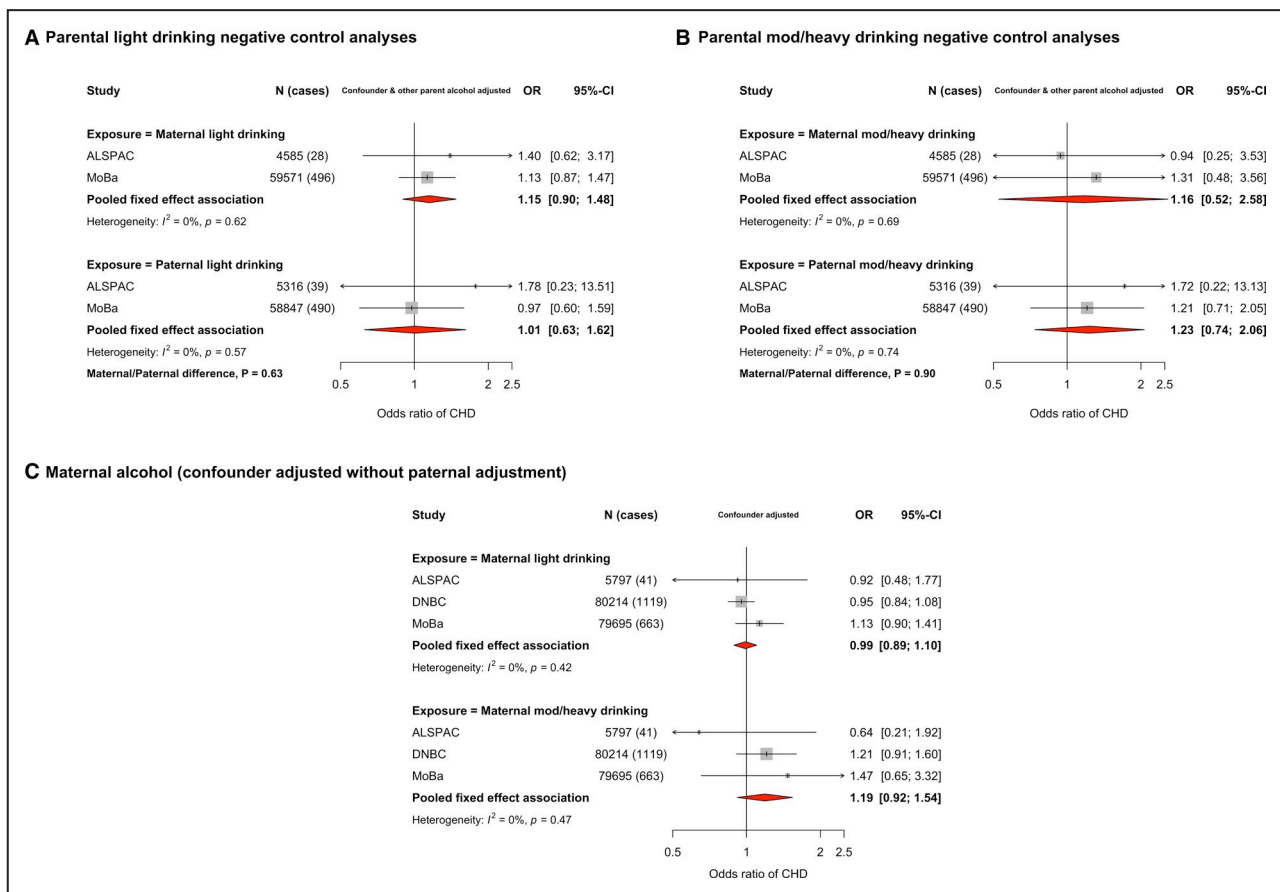 A Parental light drinking negative control analyses
Study N (cases) Confounder & other parent alcohol adjusted OR 95%-CI
Exposure = Maternal light drinking
ALSPAC 4585 (28) 1.40 [0.62; 3.17]
MoBa 59571 (496) 1.13 [0.87; 1.47]
Pooled fixed effect association 1.15 [0.90; 1.48]
Heterogeneity: I² = 0%, p = 0.62
Exposure = Paternal light drinking
ALSPAC 5316 (39) 1.78 [0.23; 13.51]
MoBa 58847 (490) 0.97 [0.60; 1.59]
Pooled fixed effect association 1.01 [0.63; 1.62]
Heterogeneity: I² = 0%, p = 0.57
Maternal/Paternal difference, P = 0.63
0.5 1 2 2.5
Odds ratio of CHD
B Parental mod/heavy drinking negative control analyses
Study N (cases) Confounder & other parent alcohol adjusted OR 95%-CI
Exposure = Maternal mod/heavy drinking
ALSPAC 4585 (28) 0.94 [0.25; 3.53]
MoBa 59571 (496) 1.31 [0.48; 3.56]
Pooled fixed effect association 1.16 [0.52; 2.58]
Heterogeneity: I² = 0%, p = 0.69
Exposure = Paternal mod/heavy drinking
ALSPAC 5316 (39) 1.72 [0.22; 13.13]
MoBa 58847 (490) 1.21 [0.71; 2.05]
Pooled fixed effect association 1.23 [0.74; 2.06]
Heterogeneity: I² = 0%, p = 0.74
Maternal/Paternal difference, P = 0.90
0.5 1 2 2.5
Odds ratio of CHD
C Maternal alcohol (confounder adjusted without paternal adjustment)
Study N (cases) Confounder adjusted OR 95%-CI
Exposure = Maternal light drinking
ALSPAC 5797 (41) 0.92 [0.48; 1.77]
DNBC 80214 (1119) 0.95 [0.84; 1.08]
MoBa 79695 (663) 1.13 [0.90; 1.41]
Pooled fixed effect association 0.99 [0.89; 1.10]
Heterogeneity: I² = 0%, p = 0.42
Exposure = Maternal mod/heavy drinking
ALSPAC 5797 (41) 0.64 [0.21; 1.92]
DNBC 80214 (1119) 1.21 [0.91; 1.60]
MoBa 79695 (663) 1.47 [0.65; 3.32]
Pooled fixed effect association 1.19 [0.92; 1.54]
Heterogeneity: I² = 0%, p = 0.47
0.5 1 2 2.5
Odds ratio of CHD